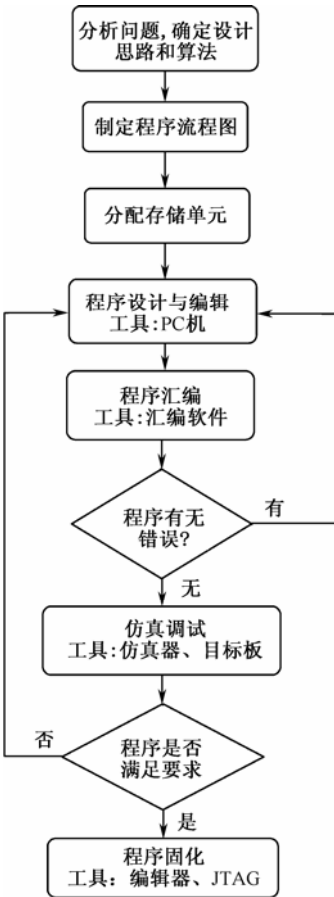 分析问题,确定设计
思路和算法
制定程序流程图
分配存储单元
程序设计与编辑
工具:PC机
程序汇编
工具:汇编软件
程序有无
错误?
有
无
仿真调试
工具:仿真器、目标板
否
程序是否
满足要求
是
程序固化
工具：编辑器、JTAG